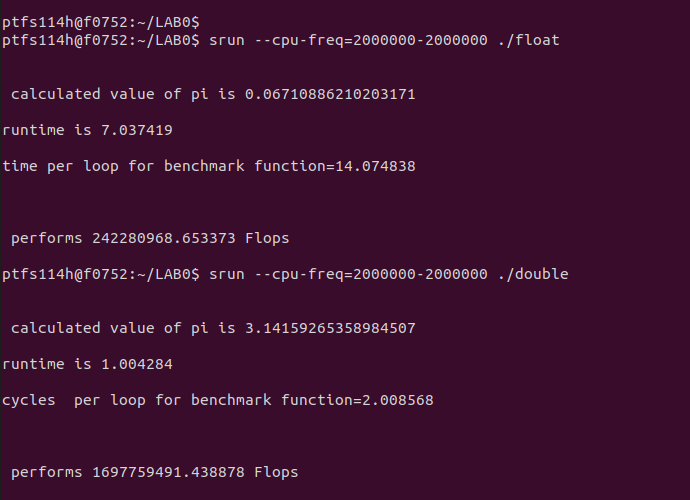 ptfs114h@f0752:~/LAB0$
ptfs114h@f0752:~/LAB0$ srun --cpu-freq=2000000-2000000 ./float
calculated value of pi is 0.06710886210203171
runtime is 7.037419
time per loop for benchmark function=14.074838
performs 242280968.653373 Flops
ptfs114h@f0752:~/LAB0$ srun --cpu-freq=2000000-2000000 ./double
calculated value of pi is 3.14159265358984507
runtime is 1.004284
cycles  per loop for benchmark function=2.008568
performs 1697759491.438878 Flops